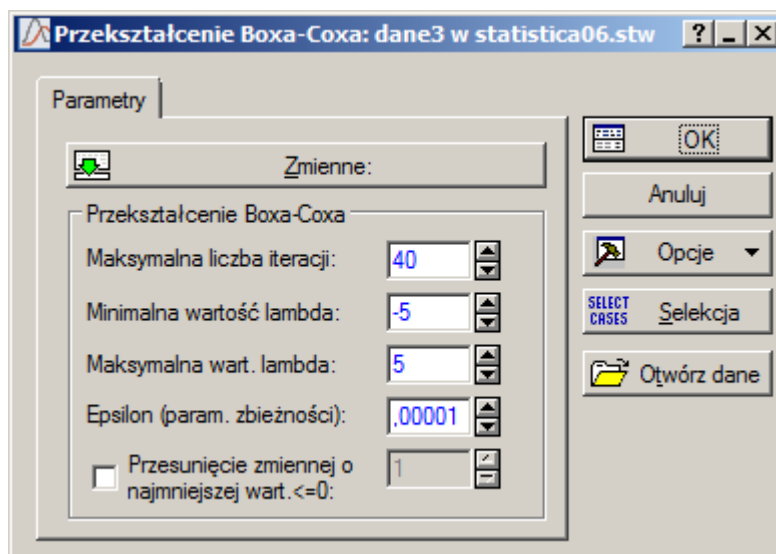 Przekształcenie Boxa-Coxa: dane3 w statistica06.stw
Parametry
Zmienne:
Przekształcenie Boxa-Coxa
Maksymalna liczba iteracji: 40
Minimalna wartość lambda: -5
Maksymalna wart. lambda: 5
Epsilon (param. zbieżności): ,00001
Przesunięcie zmiennej o 1
najmniejszej wart.<=0:
OK
Anuluj
Opcje
SELECT
CASES
Selekcja
Otwórz dane